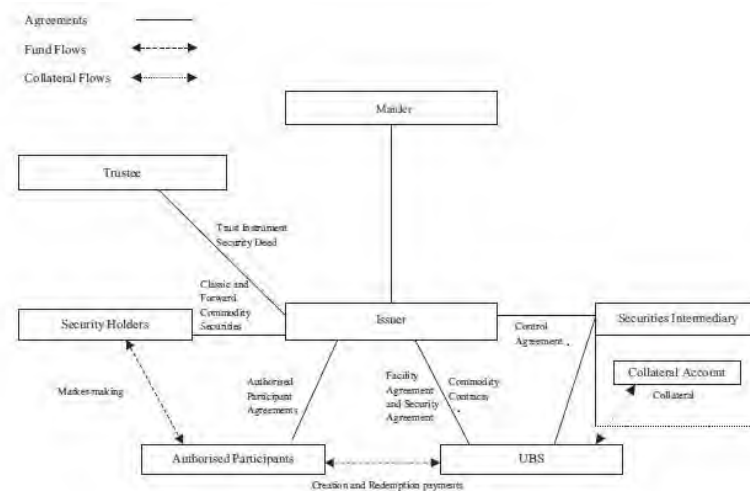 Agreements
Fund Flows
Collateral Flows
Master
Trustee
Trust Instrument
Security Deed
Classic and
Forward
Commodity
Securities
Security Holders
Issuer
Securities Intermediary
Control
Agreement
Collateral Account
Collateral
Market-making
Authorised
Participant
Agreements
Facility
Agreement
and Security
Agreement
Commodity
Contracts
Authorised Participants
UBS
Creation and Redemption payments